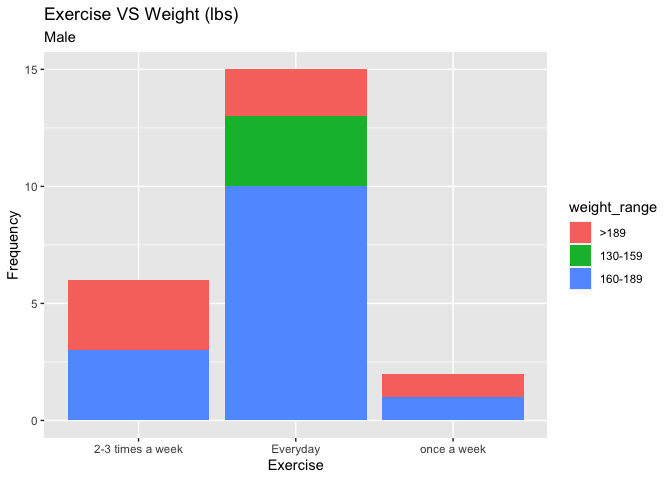 Exercise VS Weight (lbs)
Male
15
10
5
0
Frequency
2-3 times a week
Everyday
once a week
Exercise
weight_range
>189
130-159
160-189